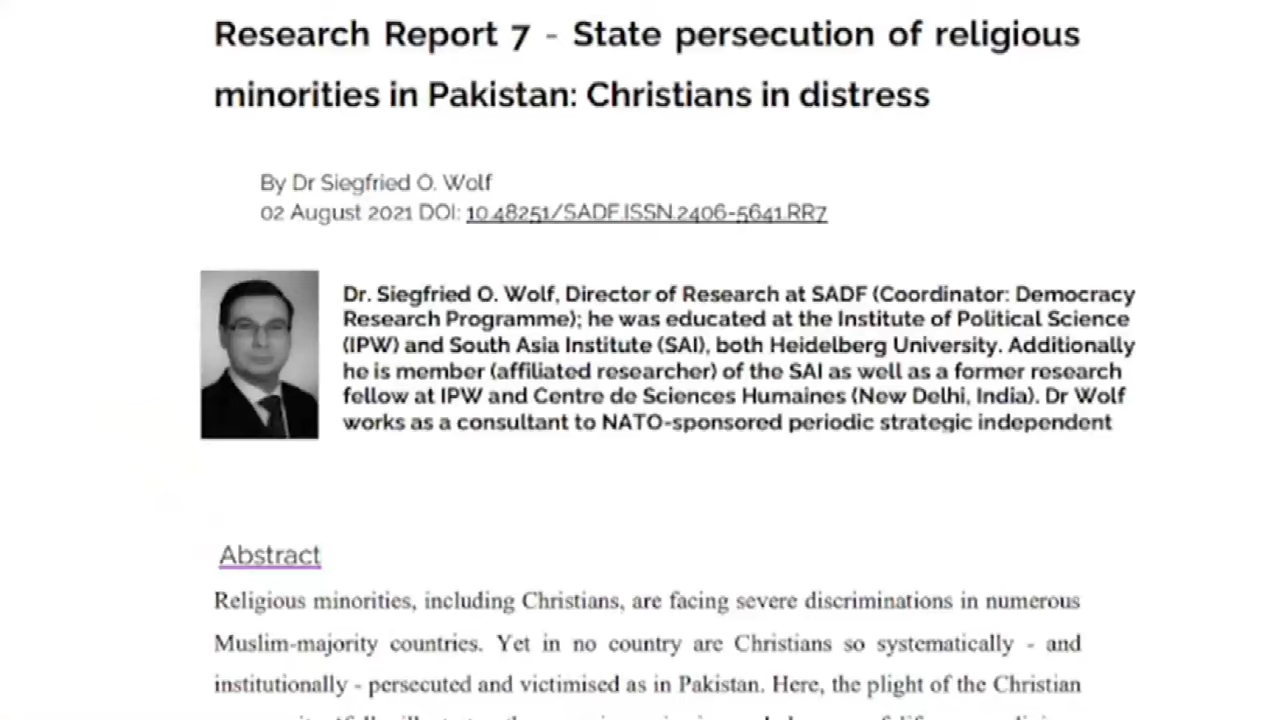 Research Report 7 - State persecution of religious
minorities in Pakistan: Christians in distress
By Dr Siegfried O. Wolf
02 August 2021 DOI: 10.48251/SADF.ISSN.2406-5641.RR7
Dr. Siegfried O. Wolf, Director of Research at SADF (Coordinator: Democracy
Research Programme); he was educated at the Institute of Political Science
(IPW) and South Asia Institute (SAI), both Heidelberg University. Additionally
he is member (affiliated researcher) of the SAI as well as a former research
fellow at IPW and Centre de Sciences Humaines (New Delhi, India). Dr Wolf
works as a consultant to NATO-sponsored periodic strategic independent
Abstract
Religious minorities, including Christians, are facing severe discriminations in numerous
Muslim-majority countries. Yet in no country are Christians so systematically - and
institutionally - persecuted and victimised as in Pakistan. Here, the plight of the Christian